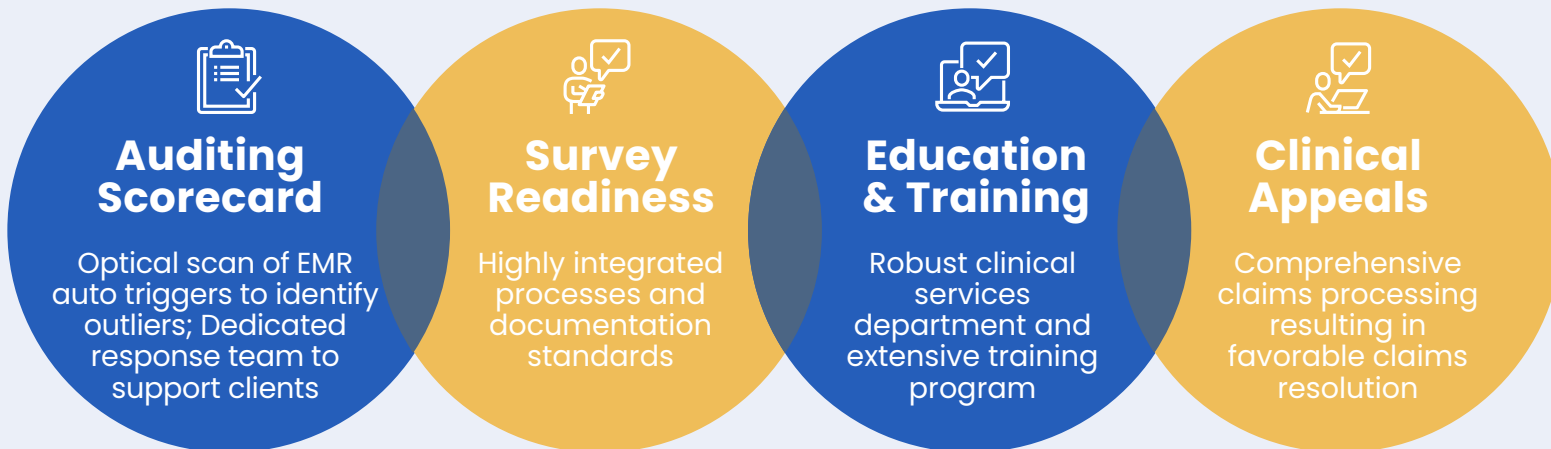 Auditing
Scorecard
Optical scan of EMR
auto triggers to identify
outliers; Dedicated
response team to
support clients
Survey
Readiness
Highly integrated
processes and
documentation
standards
Education
& Training
Robust clinical
services
department and
extensive training
program
Clinical
Appeals
Comprehensive
claims processing
resulting in
favorable claims
resolution